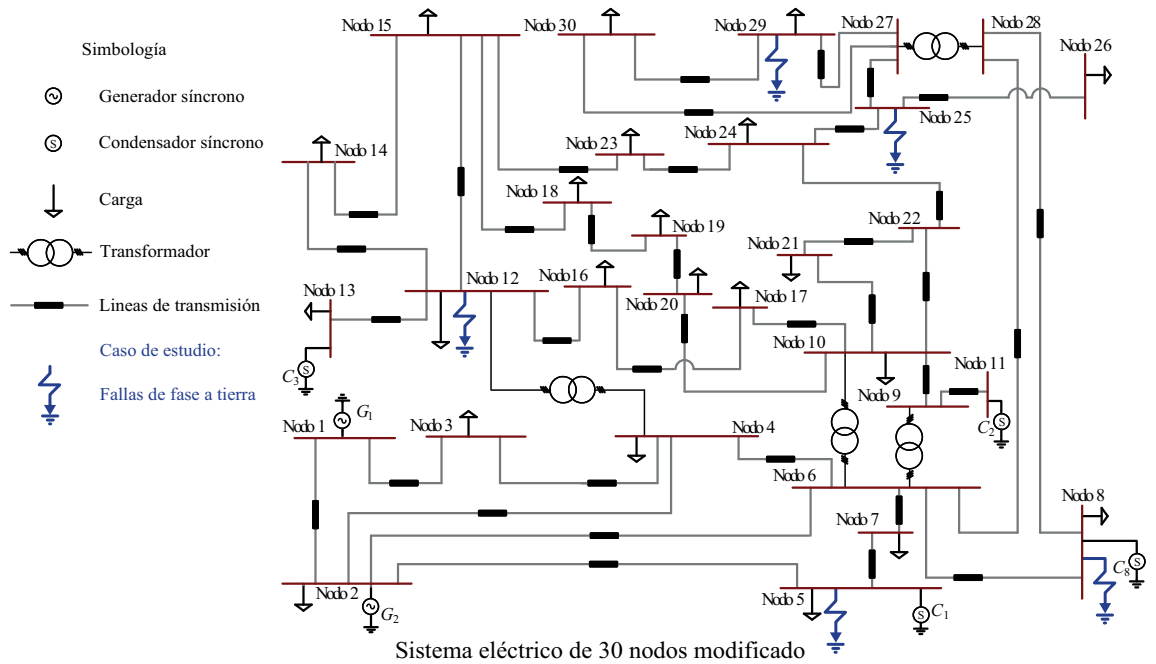 Simbología
Generador síncrono
Condensador síncrono
Carga
Transformador
Lineas de transmisión
Caso de estudio:
Fallas de fase a tierra
Nodo 15
Nodo 30
Nodo 29
Nodo 27
Nodo 28
Nodo 26
Nodo 25
Nodo 24
Nodo 23
Nodo 14
Nodo 18
Nodo 19
Nodo 22
Nodo 21
Nodo 12
Nodo 16
Nodo 20
Nodo 17
Nodo 13
Nodo 10
Nodo 11
Nodo 9
C3
G1
C2
Nodo 1
Nodo 3
Nodo 4
Nodo 6
Nodo 8
Nodo 7
C8
Nodo 2
G2
Nodo 5
C1
S
S
S
S
S
Sistema eléctrico de 30 nodos modificado